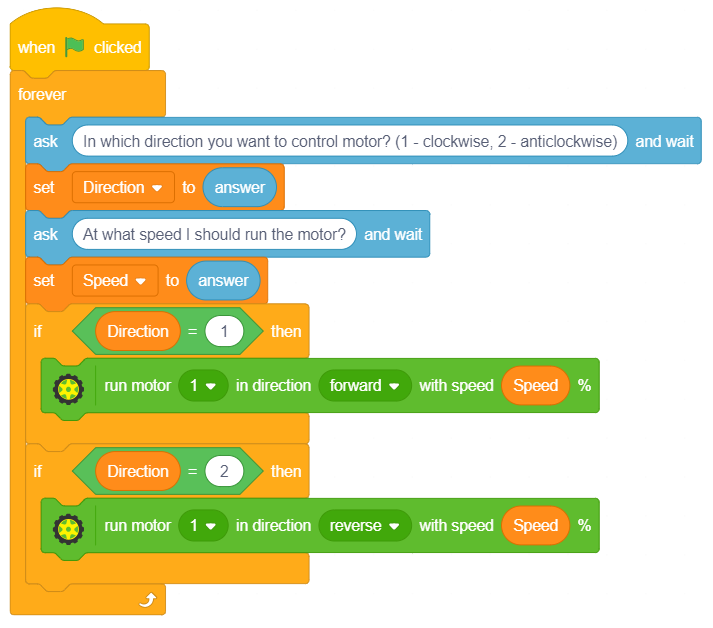 when clicked
forever
ask In which direction you want to control motor? (1 - clockwise, 2 - anticlockwise) and wait
set Direction to answer
ask At what speed I should run the motor? and wait
set Speed to answer
if Direction = 1 then
run motor 1 in direction forward with speed Speed %
if Direction = 2 then
run motor 1 in direction reverse with speed Speed %